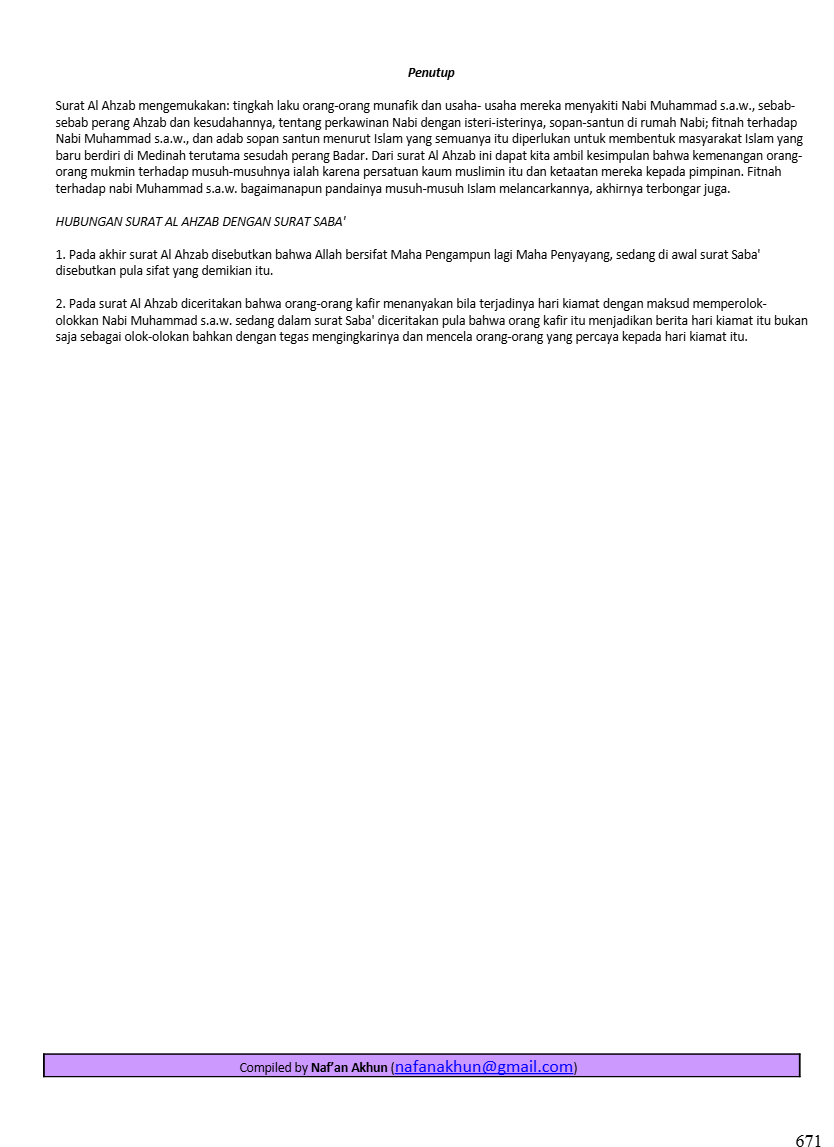 Penutup
Surat Al Ahzab mengemukakan: tingkah laku orang-orang munafik dan usaha- usaha mereka menyakiti Nabi Muhammad s.a.w., sebab-
sebab perang Ahzab dan kesudahannya, tentang perkawinan Nabi dengan isteri-isterinya, sopan-santun di rumah Nabi; fitnah terhadap
Nabi Muhammad s.a.w., dan adab sopan santun menurut Islam yang semuanya itu diperlukan untuk membentuk masyarakat Islam yang
baru berdiri di Medinah terutama sesudah perang Badar. Dari surat Al Ahzab ini dapat kita ambil kesimpulan bahwa kemenangan orang-
orang mukmin terhadap musuh-musuhnya ialah karena persatuan kaum muslimin itu dan ketaatan mereka kepada pimpinan. Fitnah
terhadap nabi Muhammad s.a.w. bagaimanapun pandainya musuh-musuh Islam melancarkannya, akhirnya terbongar juga.
HUBUNGAN SURAT AL AHZAB DENGAN SURAT SABA'
1. Pada akhir surat Al Ahzab disebutkan bahwa Allah bersifat Maha Pengampun lagi Maha Penyayang, sedang di awal surat Saba'
disebutkan pula sifat yang demikian itu.
2. Pada surat Al Ahzab diceritakan bahwa orang-orang kafir menanyakan bila terjadinya hari kiamat dengan maksud memperolok-
olokkan Nabi Muhammad s.a.w. sedang dalam surat Saba' diceritakan pula bahwa orang kafir itu menjadikan berita hari kiamat itu bukan
saja sebagai olok-olokan bahkan dengan tegas mengingkarinya dan mencela orang-orang yang percaya kepada hari kiamat itu.
Compiled by Naf’an Akhun (nafanakhun@gmail.com)
671